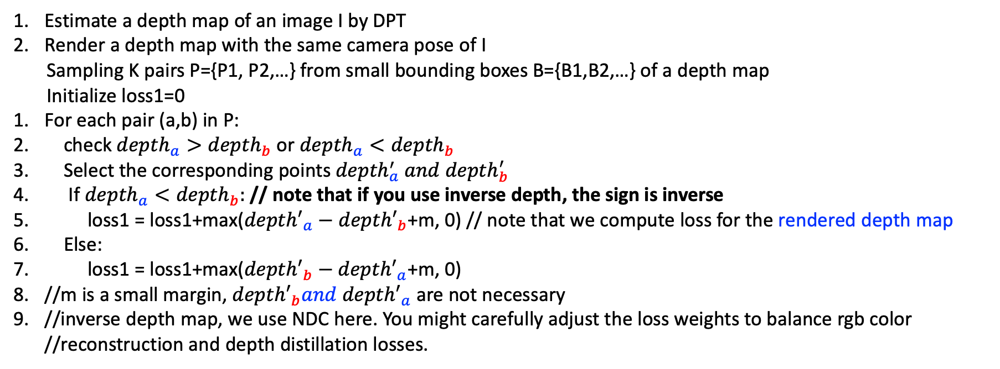 1. Estimate a depth map of an image I by DPT
2. Render a depth map with the same camera pose of I
Sampling K pairs P={P1, P2,...} from small bounding boxes B={B1,B2,...} of a depth map
Initialize loss1=0
1. For each pair (a,b) in P:
2. check depth_a > depth_b or depth_a < depth_b
3. Select the corresponding points depth'_a and depth'_b
4. If depth_a < depth_b: // note that if you use inverse depth, the sign is inverse
5. loss1 = loss1+max(depth'_a − depth'_b+m, 0) // note that we compute loss for the rendered depth map
6. Else:
7. loss1 = loss1+max(depth'_b − depth'_a+m, 0)
8. //m is a small margin, depth'_b and depth'_a are not necessary
9. //inverse depth map, we use NDC here. You might carefully adjust the loss weights to balance rgb color
//reconstruction and depth distillation losses.